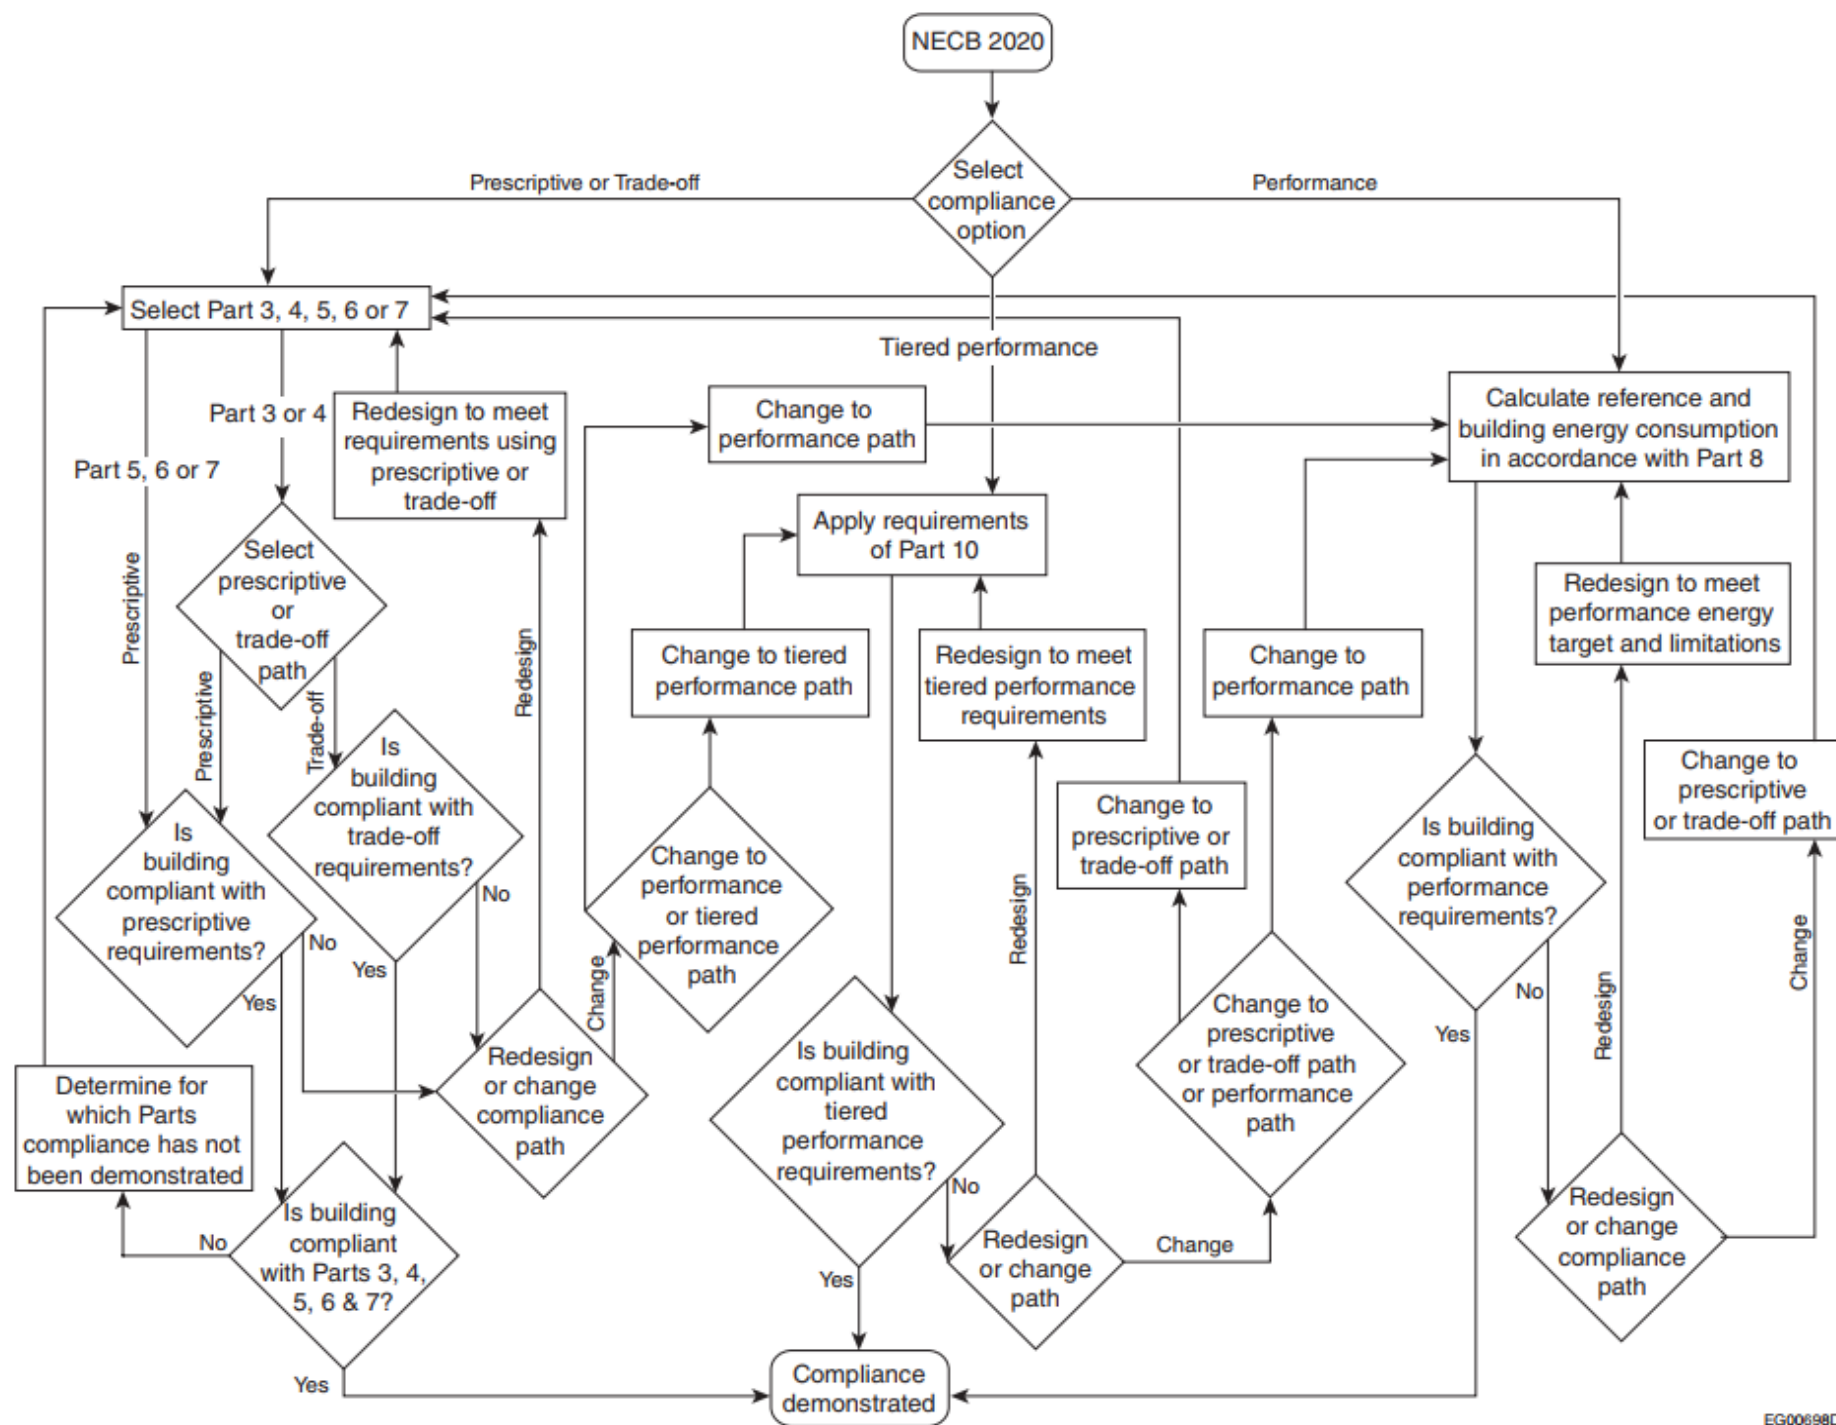 NECB 2020
Select
compliance
option
Prescriptive or Trade-off
Performance
Tiered performance
Select Part 3, 4, 5, 6 or 7
Part 3 or 4
Part 5, 6 or 7
Prescriptive
Select
prescriptive
or
trade-off
path
Prescriptive
Trade-off
Redesign to meet
requirements using
prescriptive or
trade-off
Redesign
Is
building
compliant with
trade-off
requirements?
No
Yes
Is
building
compliant with
prescriptive
requirements?
No
Yes
Determine for
which Parts
compliance has not
been demonstrated
No
Is building
compliant
with Parts 3, 4,
5, 6 & 7?
Yes
Redesign
or change
compliance
path
Change
Change to
performance
or tiered
performance
path
Change to
performance path
Change to tiered
performance path
Apply requirements
of Part 10
Redesign to meet
tiered performance
requirements
Redesign
Is building
compliant with
tiered
performance
requirements?
No
Yes
Redesign
or change
path
Change
Change to
prescriptive
or trade-off path
or performance
path
Change to
prescriptive or
trade-off path
Change to
performance path
Calculate reference and
building energy consumption
in accordance with Part 8
Redesign to meet
performance energy
target and limitations
Redesign
Is building
compliant with
performance
requirements?
No
Yes
Redesign
or change
compliance
path
Change
Change to
prescriptive
or trade-off path
Compliance
demonstrated
EG00698D